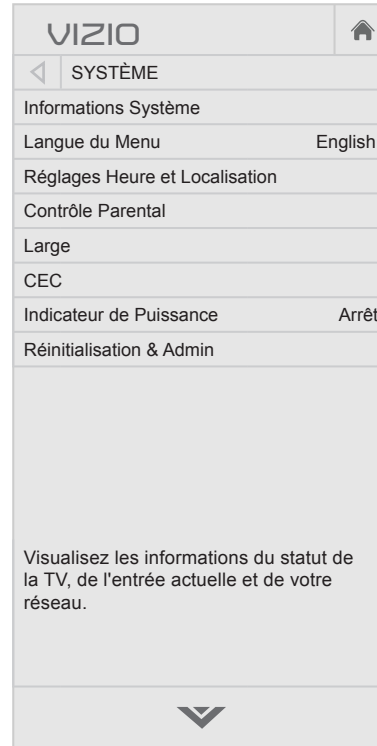 VIZIO
SYSTÈME
Informations Système
Langue du Menu English
Réglages Heure et Localisation
Contrôle Parental
Large
CEC
Indicateur de Puissance Arrêt
Réinitialisation & Admin
Visualisez les informations du statut de
la TV, de l'entrée actuelle et de votre
réseau.